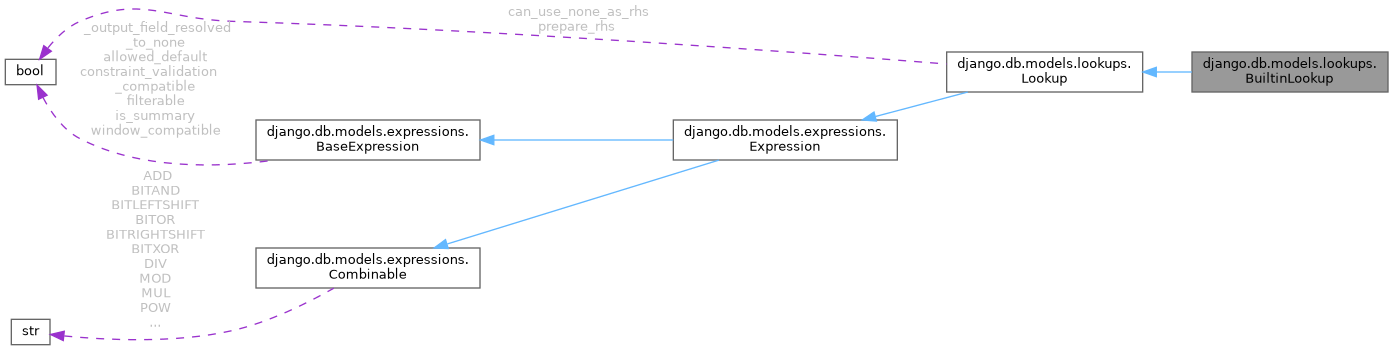 can_use_none_as_rhs
prepare_rhs
_output_field_resolved
_to_none
allowed_default
constraint_validation
_compatible
filterable
is_summary
window_compatible
bool
django.db.models.lookups.
Lookup
django.db.models.lookups.
BuiltinLookup
django.db.models.expressions.
BaseExpression
django.db.models.expressions.
Expression
ADD
BITAND
BITLEFTSHIFT
BITOR
BITRIGHTSHIFT
BITXOR
DIV
MOD
MUL
POW
...
django.db.models.expressions.
Combinable
str